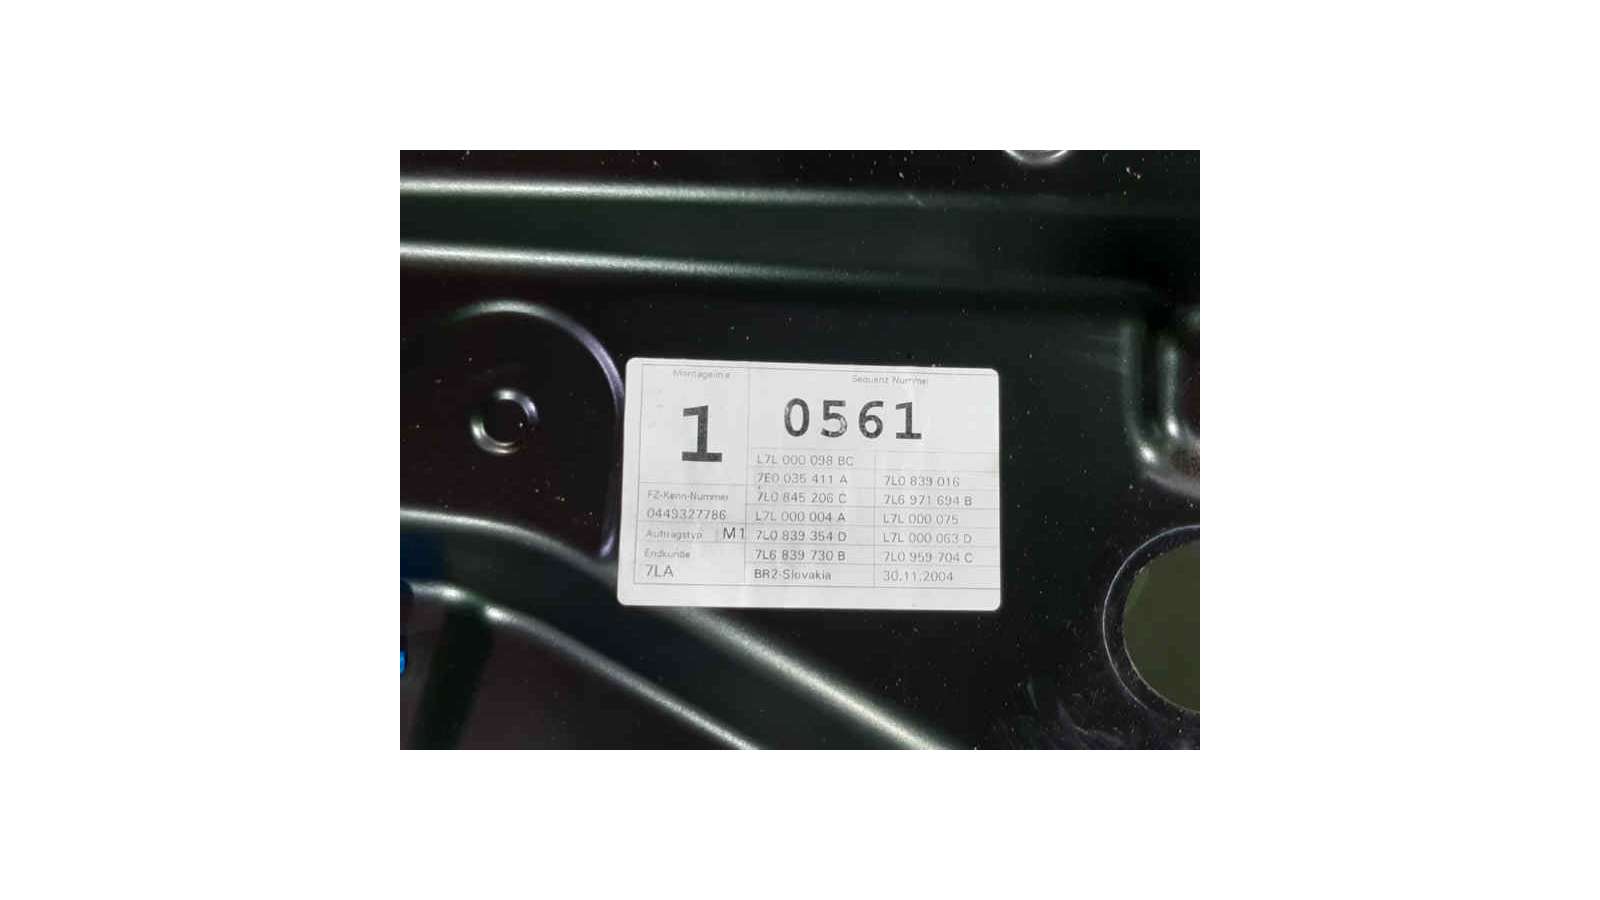 Montagelinie Sequenz Nummer
1 0561
L7L 000 098 BC
7E0 035 411 A 7L0 839 016
FZ-Kenn-Nummer 7L0 845 206 C 7L6 971 694 B
0449327786 L7L 000 004 A L7L 000 075
Auftragstyp M1 7L0 839 354 D L7L 000 063 D
Endkunde 7L6 839 730 B 7L0 959 704 C
7LA BR2-Slovakia 30.11.2004